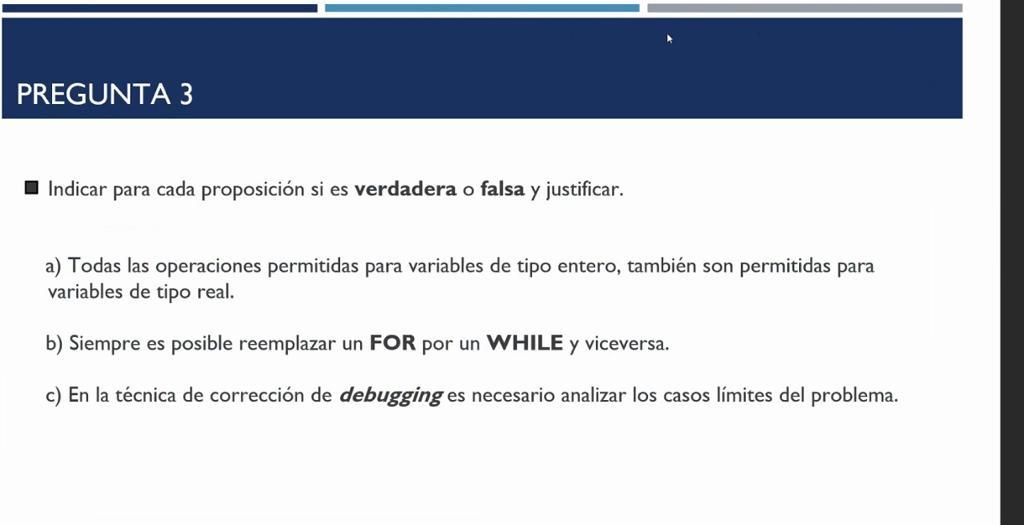 PREGUNTA 3
Indicar para cada proposición si es verdadera o falsa y justificar.
a) Todas las operaciones permitidas para variables de tipo entero, también son permitidas para
variables de tipo real.
b) Siempre es posible reemplazar un FOR por un WHILE y viceversa.
c) En la técnica de corrección de debugging es necesario analizar los casos límites del problema.